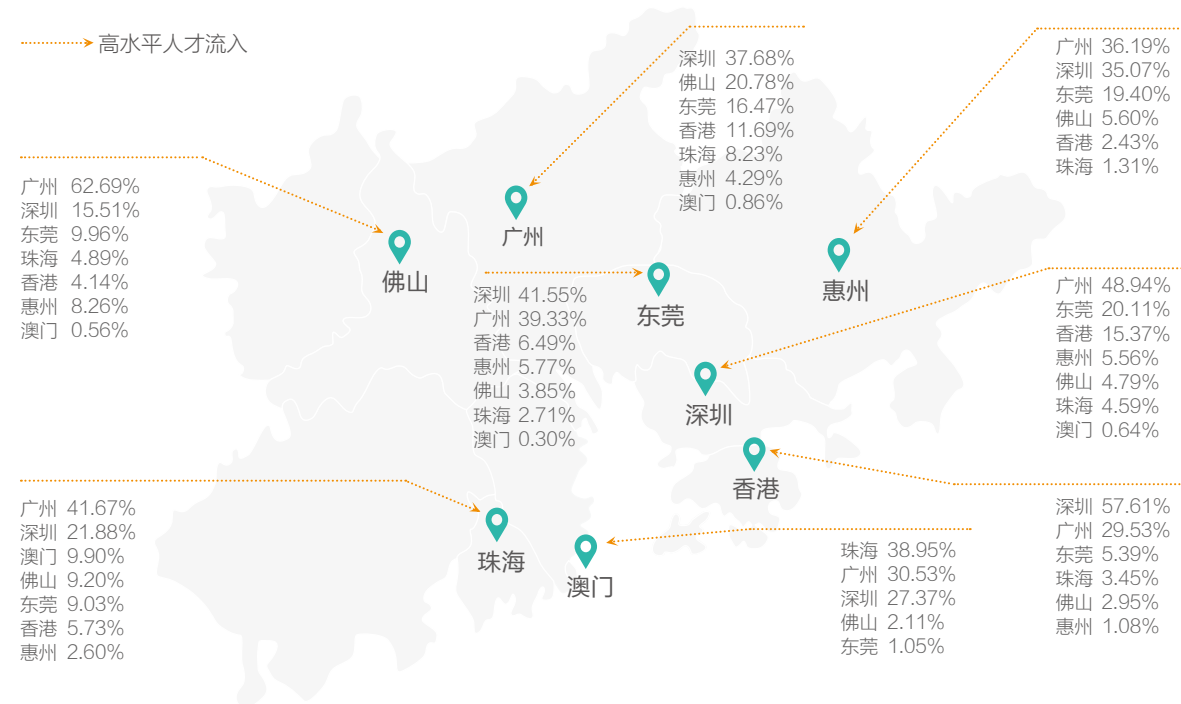 高水平人才流入
深圳 37.68%
佛山 20.78%
东莞 16.47%
香港 11.69%
珠海 8.23%
惠州 4.29%
澳门 0.86%
广州 36.19%
深圳 35.07%
东莞 19.40%
佛山 5.60%
香港 2.43%
珠海 1.31%
广州 62.69%
深圳 15.51%
东莞 9.96%
珠海 4.89%
香港 4.14%
惠州 8.26%
澳门 0.56%
广州
佛山
惠州
东莞
深圳 41.55%
广州 39.33%
香港 6.49%
惠州 5.77%
佛山 3.85%
珠海 2.71%
澳门 0.30%
广州 48.94%
东莞 20.11%
香港 15.37%
惠州 5.56%
佛山 4.79%
珠海 4.59%
澳门 0.64%
深圳
香港
广州 41.67%
深圳 21.88%
澳门 9.90%
佛山 9.20%
东莞 9.03%
香港 5.73%
惠州 2.60%
珠海
澳门
珠海 38.95%
广州 30.53%
深圳 27.37%
佛山 2.11%
东莞 1.05%
深圳 57.61%
广州 29.53%
东莞 5.39%
珠海 3.45%
佛山 2.95%
惠州 1.08%